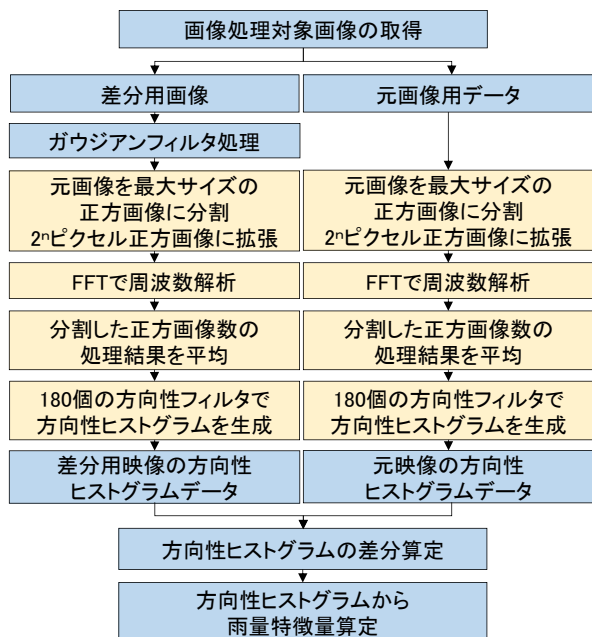 画像処理対象画像の取得
差分用画像
元画像用データ
ガウジアンフィルタ処理
元画像を最大サイズの
正方画像に分割
2ⁿピクセル正方画像に拡張
元画像を最大サイズの
正方画像に分割
2ⁿピクセル正方画像に拡張
FFTで周波数解析
FFTで周波数解析
分割した正方画像数の
処理結果を平均
分割した正方画像数の
処理結果を平均
180個の方向性フィルタで
方向性ヒストグラムを生成
180個の方向性フィルタで
方向性ヒストグラムを生成
差分用映像の方向性
ヒストグラムデータ
元映像の方向性
ヒストグラムデータ
方向性ヒストグラムの差分算定
方向性ヒストグラムから
雨量特徴量算定